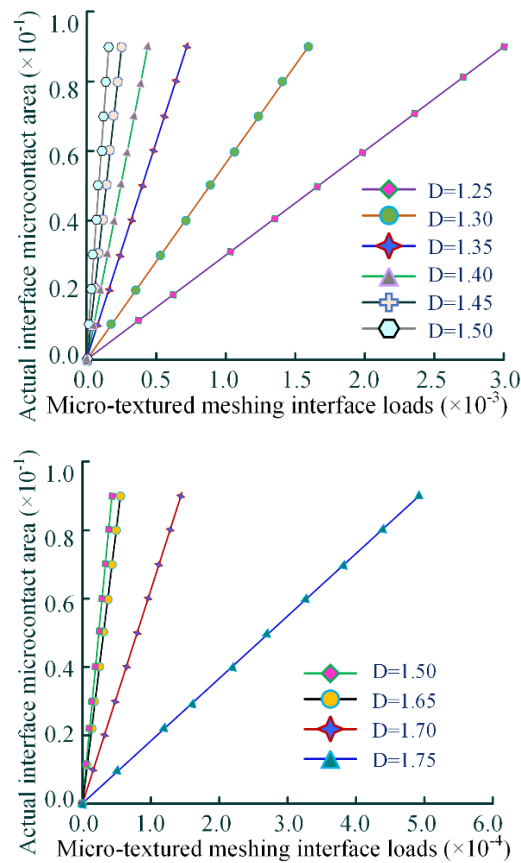 Actual interface microcontact area (×10⁻¹)
1.0
0.8
0.6
0.4
0.2
0.0
0.0 0.5 1.0 1.5 2.0 2.5 3.0
Micro-textured meshing interface loads (×10⁻³)
D=1.25
D=1.30
D=1.35
D=1.40
D=1.45
D=1.50
Actual interface microcontact area (×10⁻¹)
1.0
0.8
0.6
0.4
0.2
0.0
0.0 1.0 2.0 3.0 4.0 5.0 6.0
Micro-textured meshing interface loads (×10⁻⁴)
D=1.50
D=1.65
D=1.70
D=1.75